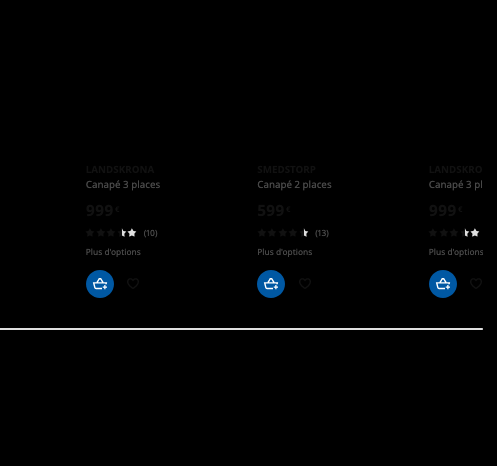 LANDSKRONA
Canapé 3 places
999€
(10)
Plus d'options
SMEDSTORP
Canapé 2 places
599€
(13)
Plus d'options
LANDSKRO
Canapé 3 pl
999€
Plus d'options